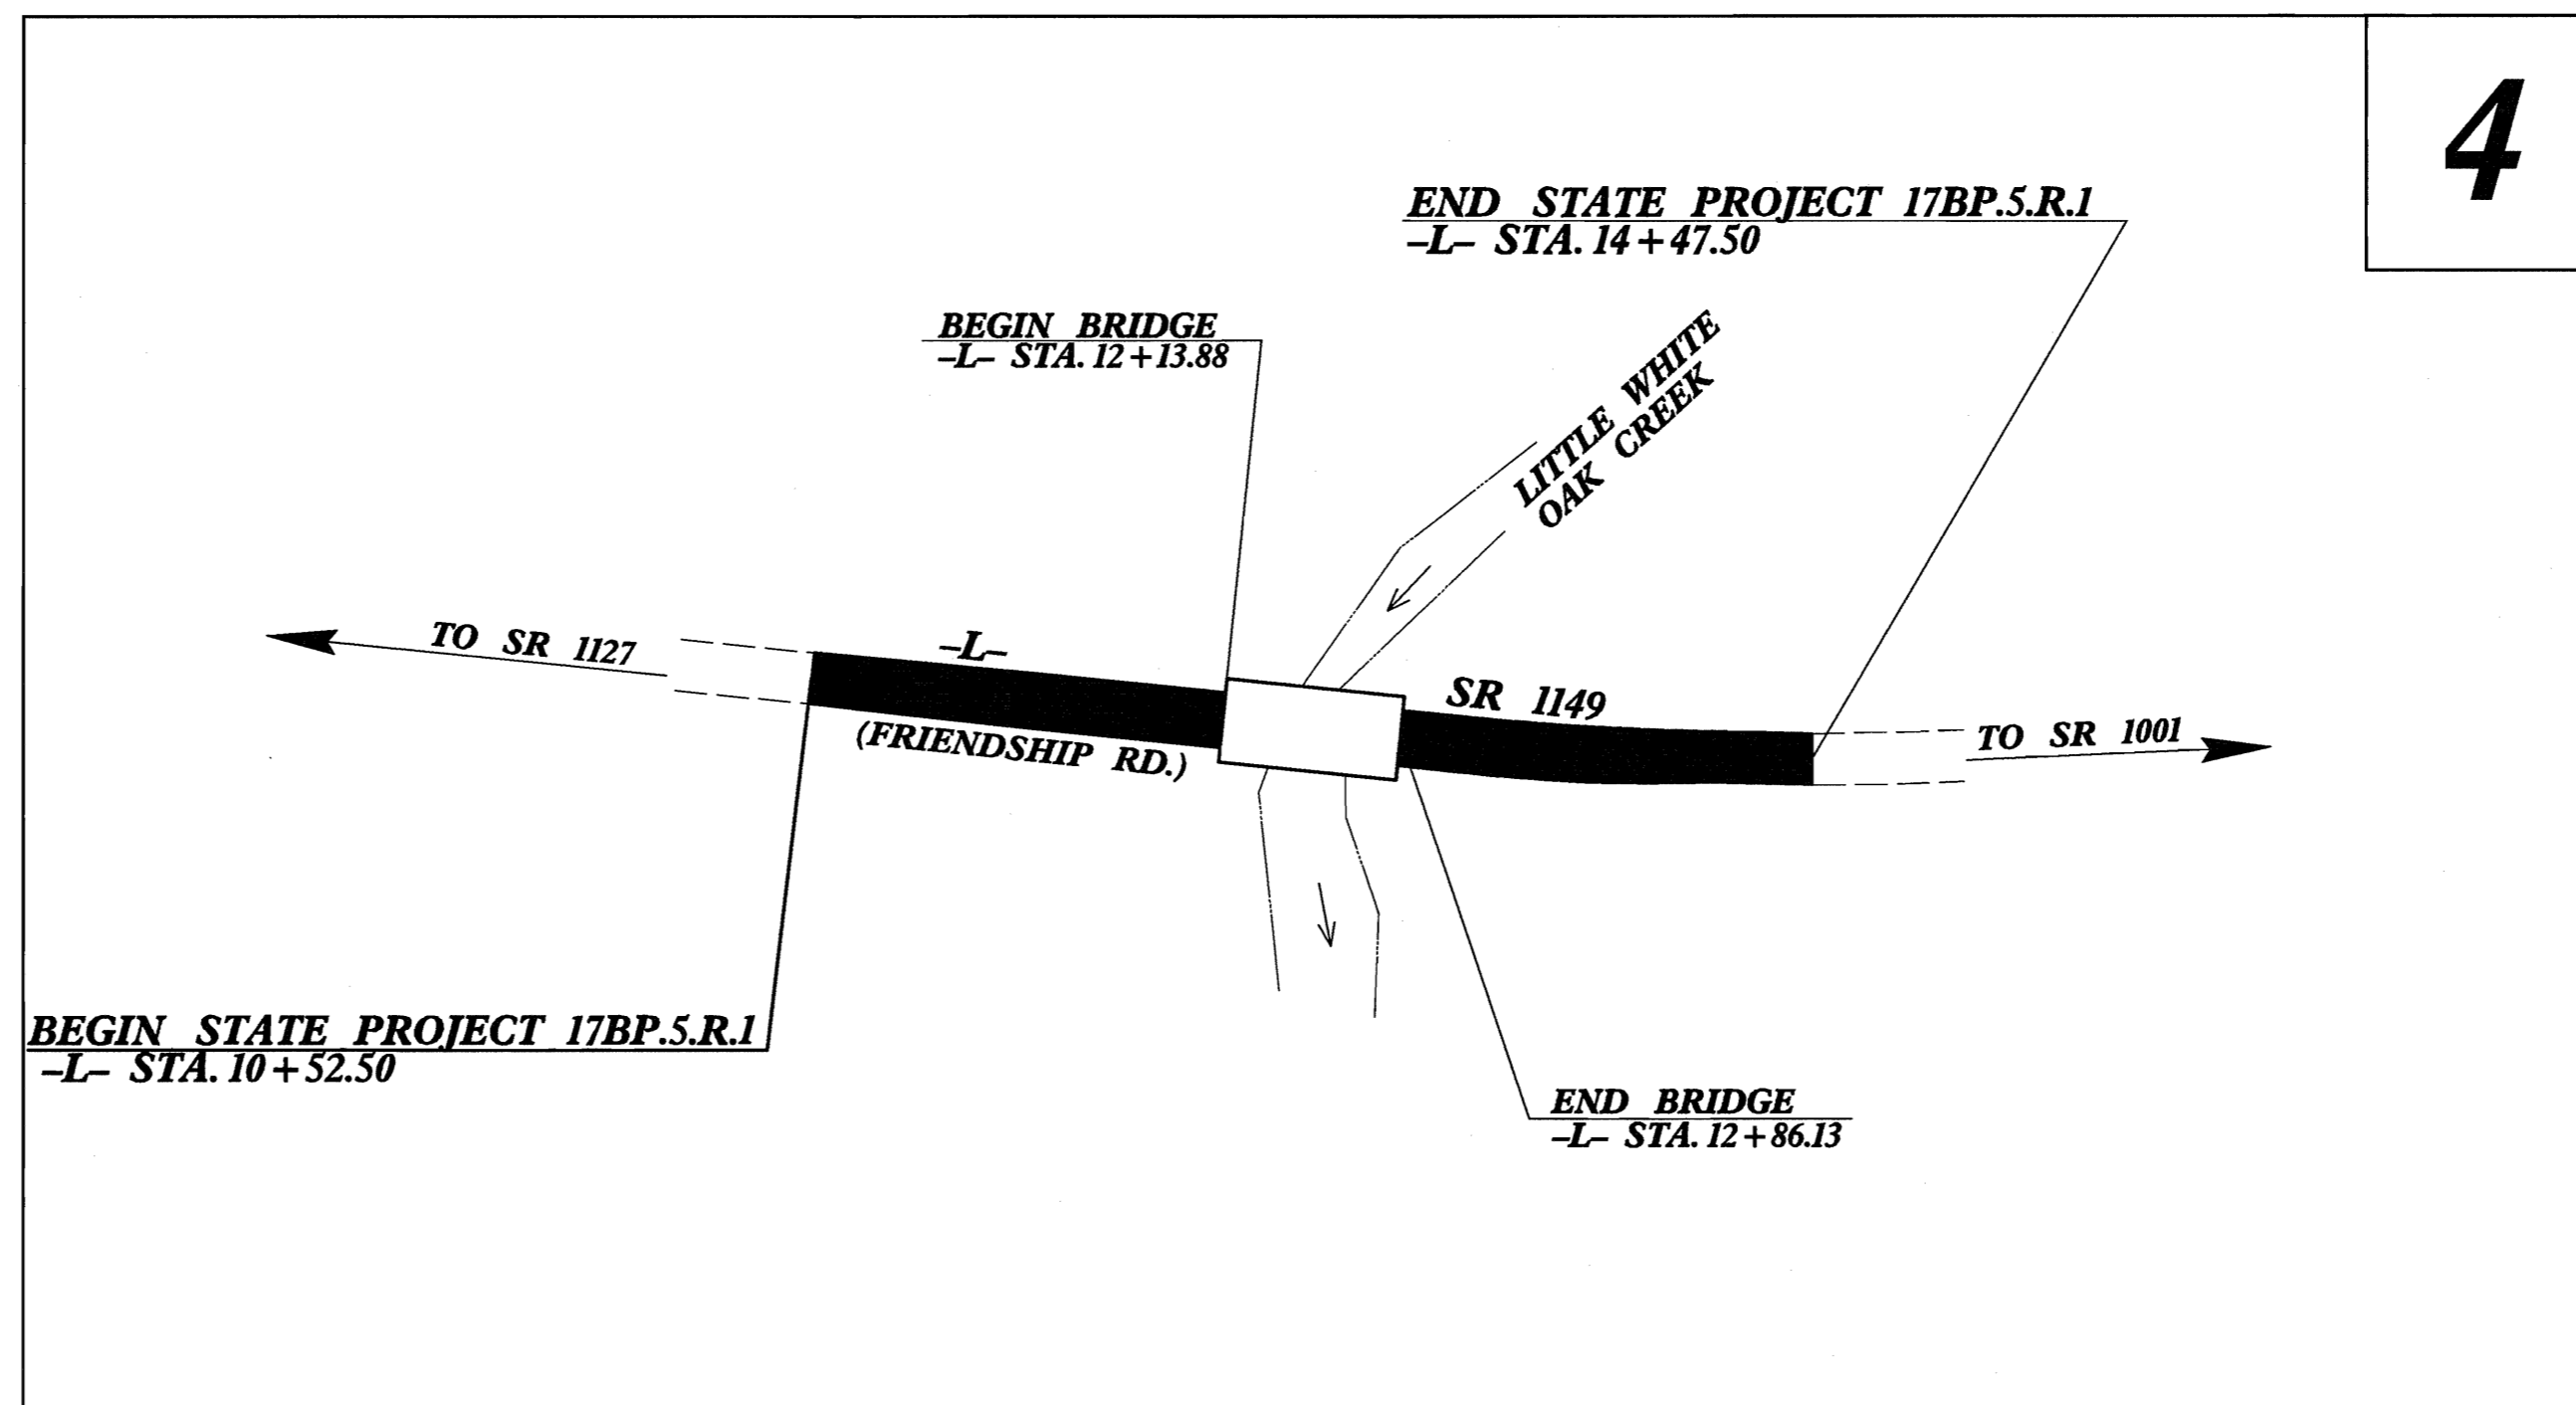 4
END STATE PROJECT 17BP.5.R.1
–L– STA. 14+47.50
BEGIN BRIDGE
–L– STA. 12+13.88
LITTLE WHITE
OAK CREEK
TO SR 1127
–L–
SR 1149
(FRIENDSHIP RD.)
TO SR 1001
BEGIN STATE PROJECT 17BP.5.R.1
–L– STA. 10+52.50
END BRIDGE
–L– STA. 12+86.13